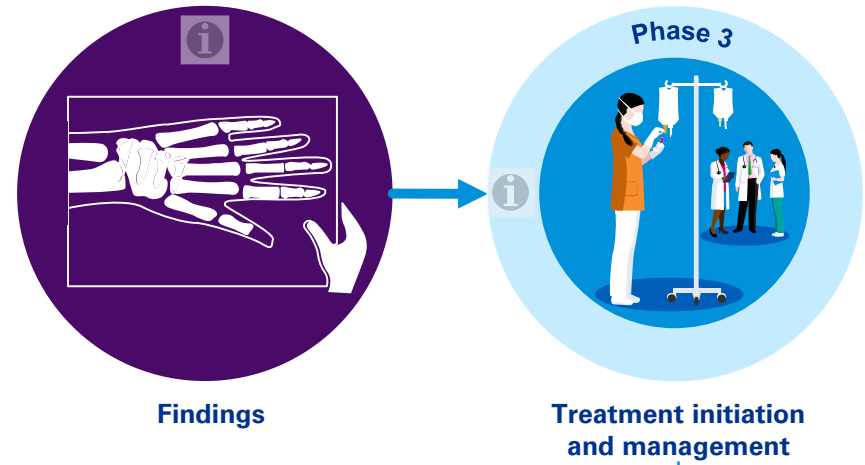 Phase 3
Findings
Treatment initiation
and management